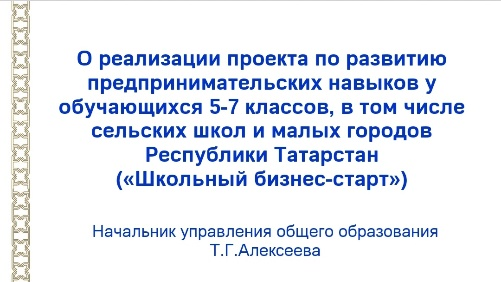 О реализации проекта по развитию
предпринимательских навыков у
обучающихся 5-7 классов, в том числе
сельских школ и малых городов
Республики Татарстан
(«Школьный бизнес-старт»)
Начальник управления общего образования
Т.Г.Алексеева